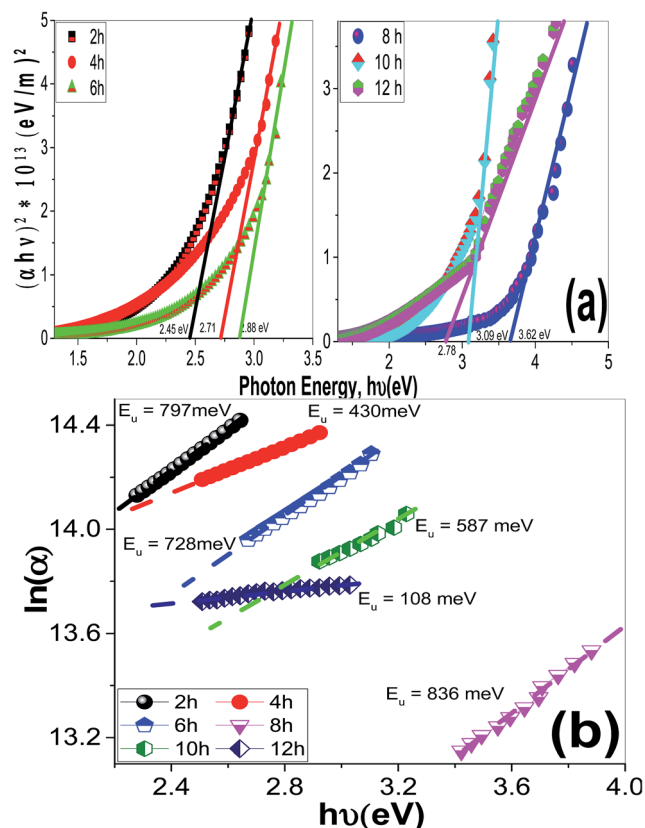 5
4
3
2
1
0
(αhν)² * 10¹³ (eV/m)²
2h
4h
6h
2.45 eV
2.71
2.88 eV
1.5 2.0 2.5 3.0 3.5
8 h
10 h
12 h
3
2
1
0
(a)
2.78
3.09 eV
3.62 eV
2 3 4 5
Photon Energy, hυ(eV)
Eu = 797meV
Eu = 430meV
14.4
14.0
13.6
13.2
ln(α)
728meV
Eu = 587 meV
Eu = 108 meV
Eu = 836 meV
2h
4h
6h
8h
10h
12h
(b)
2.4 2.8 3.2 3.6 4.0
hυ(eV)